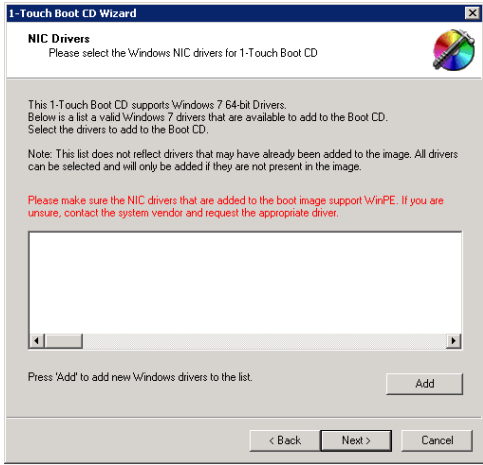 1-Touch Boot CD Wizard
NIC Drivers
Please select the Windows NIC drivers for 1-Touch Boot CD
This 1-Touch Boot CD supports Windows 7 64-bit Drivers.
Below is a list a valid Windows 7 drivers that are available to add to the Boot CD.
Select the drivers to add to the Boot CD.
Note: This list does not reflect drivers that may have already been added to the image. All drivers
can be selected and will only be added if they are not present in the image.
Please make sure the NIC drivers that are added to the boot image support WinPE. If you are
unsure, contact the system vendor and request the appropriate driver.
Press 'Add' to add new Windows drivers to the list.
Add
< Back
Next >
Cancel